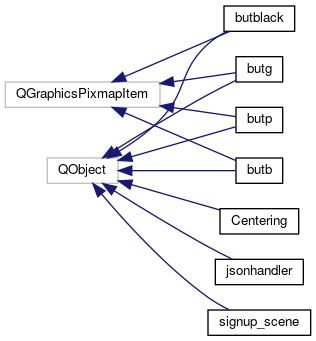 butblack
butg
QGraphicsPixmapItem
butp
QObject
butb
Centering
jsonhandler
signup_scene